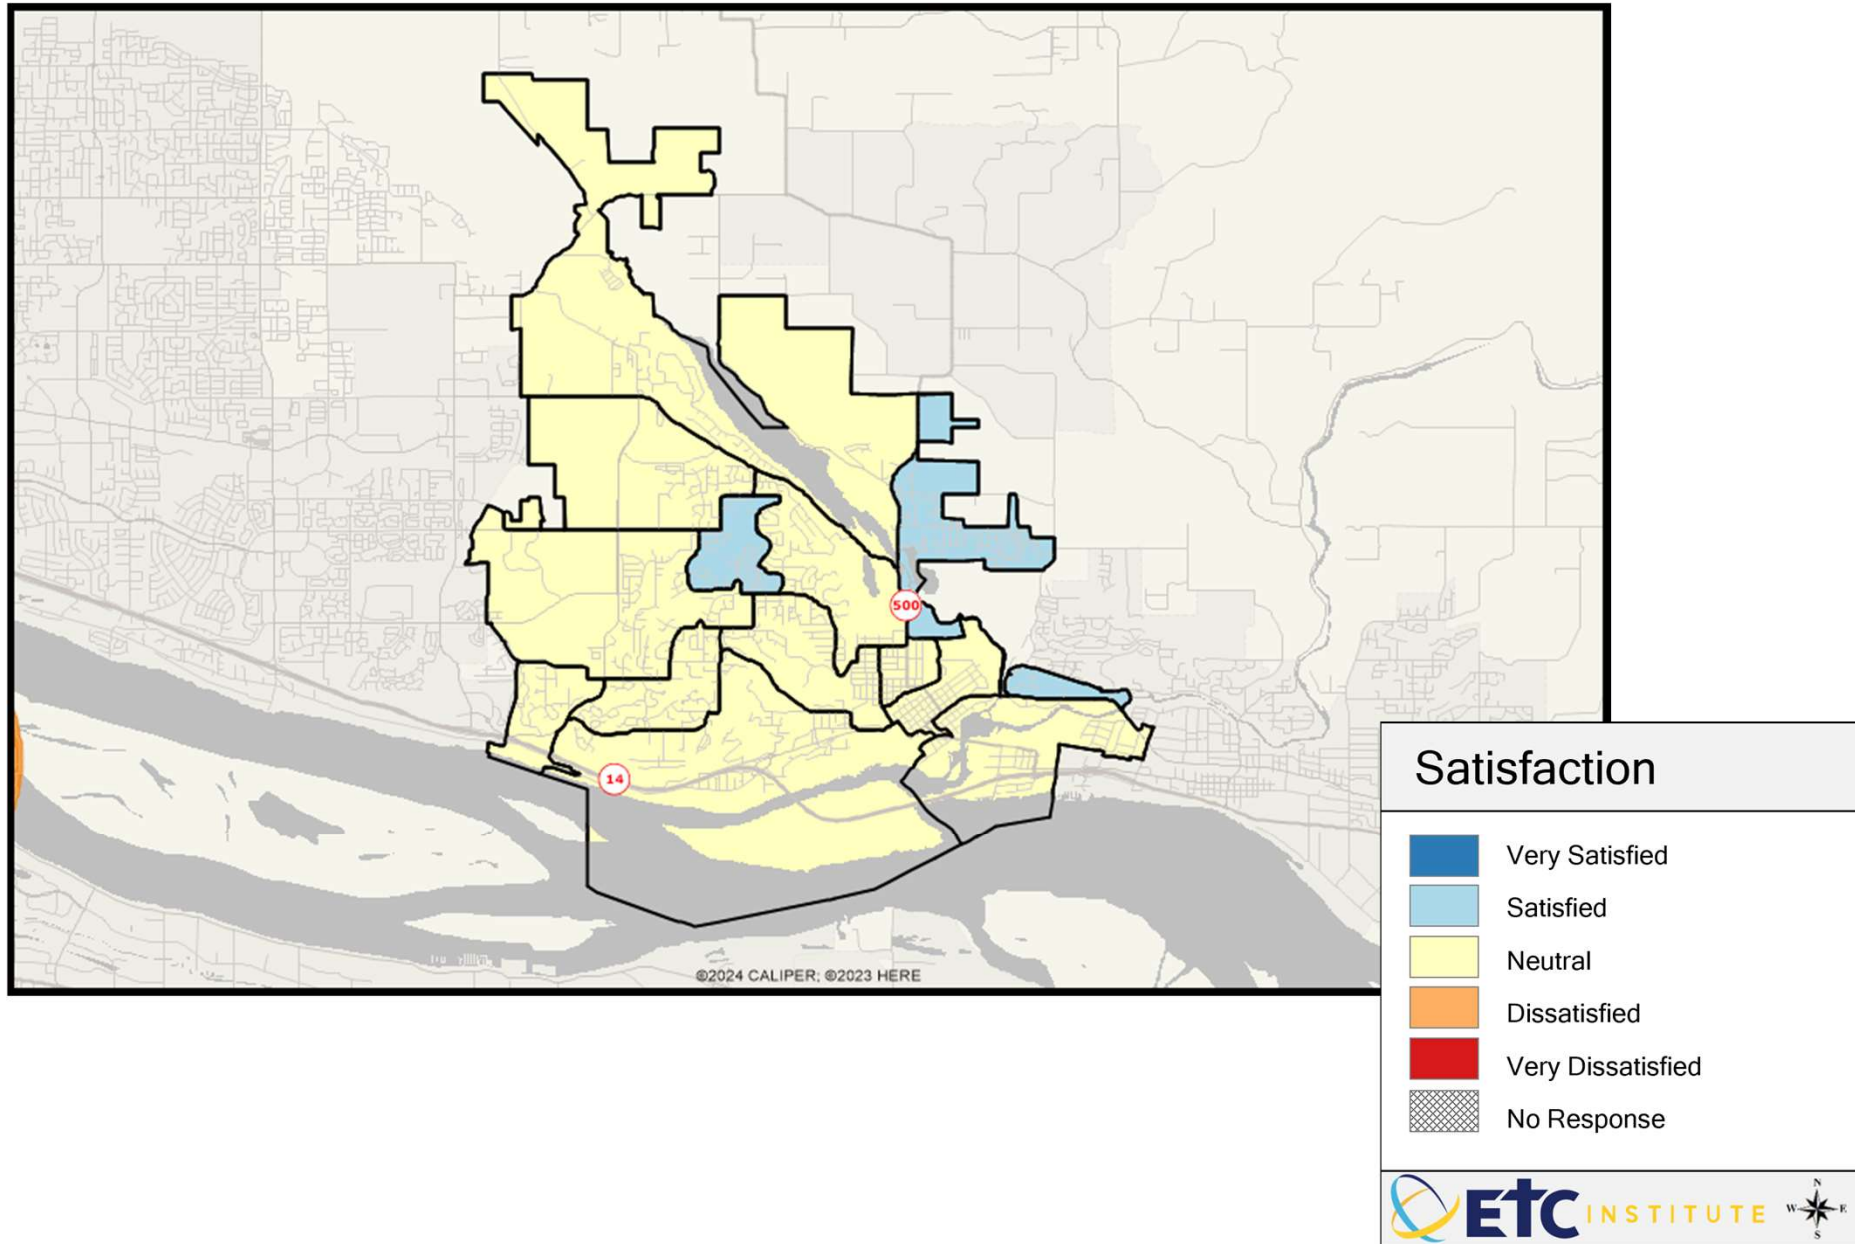 500
14
©2024 CALIPER; ©2023 HERE
Satisfaction
Very Satisfied
Satisfied
Neutral
Dissatisfied
Very Dissatisfied
No Response
ETC INSTITUTE
N
W E
S